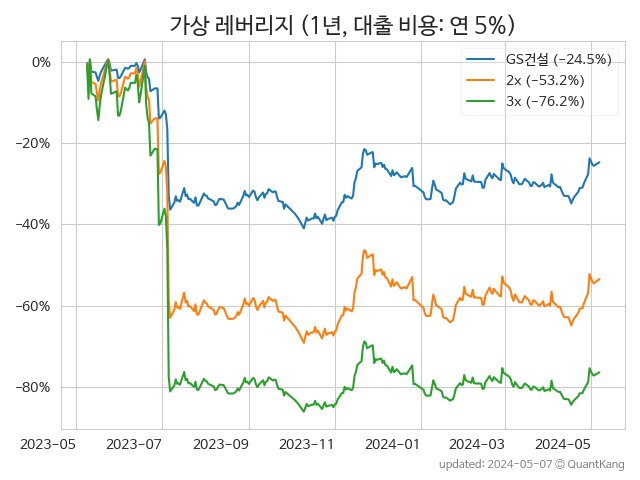 가상 레버리지 (1년, 대출 비용: 연 5%)
GS건설 (−24.5%)
2x (−53.2%)
3x (−76.2%)
0%
−20%
−40%
−60%
−80%
2023−05 2023−07 2023−09 2023−11 2024−01 2024−03 2024−05
updated: 2024−05−07 ⓒ QuantKang